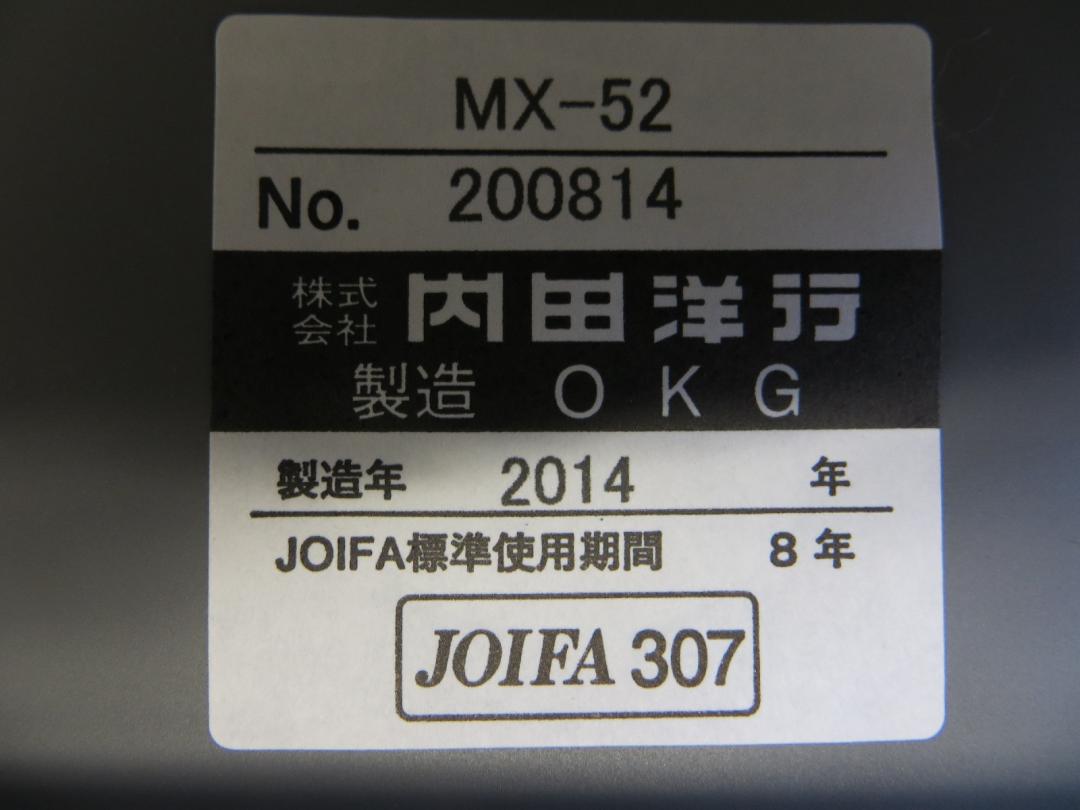 MX-52
No. 200814
株式会社 内田洋行
製造 OKG
製造年 2014 年
JOIFA標準使用期間 8年
JOIFA 307